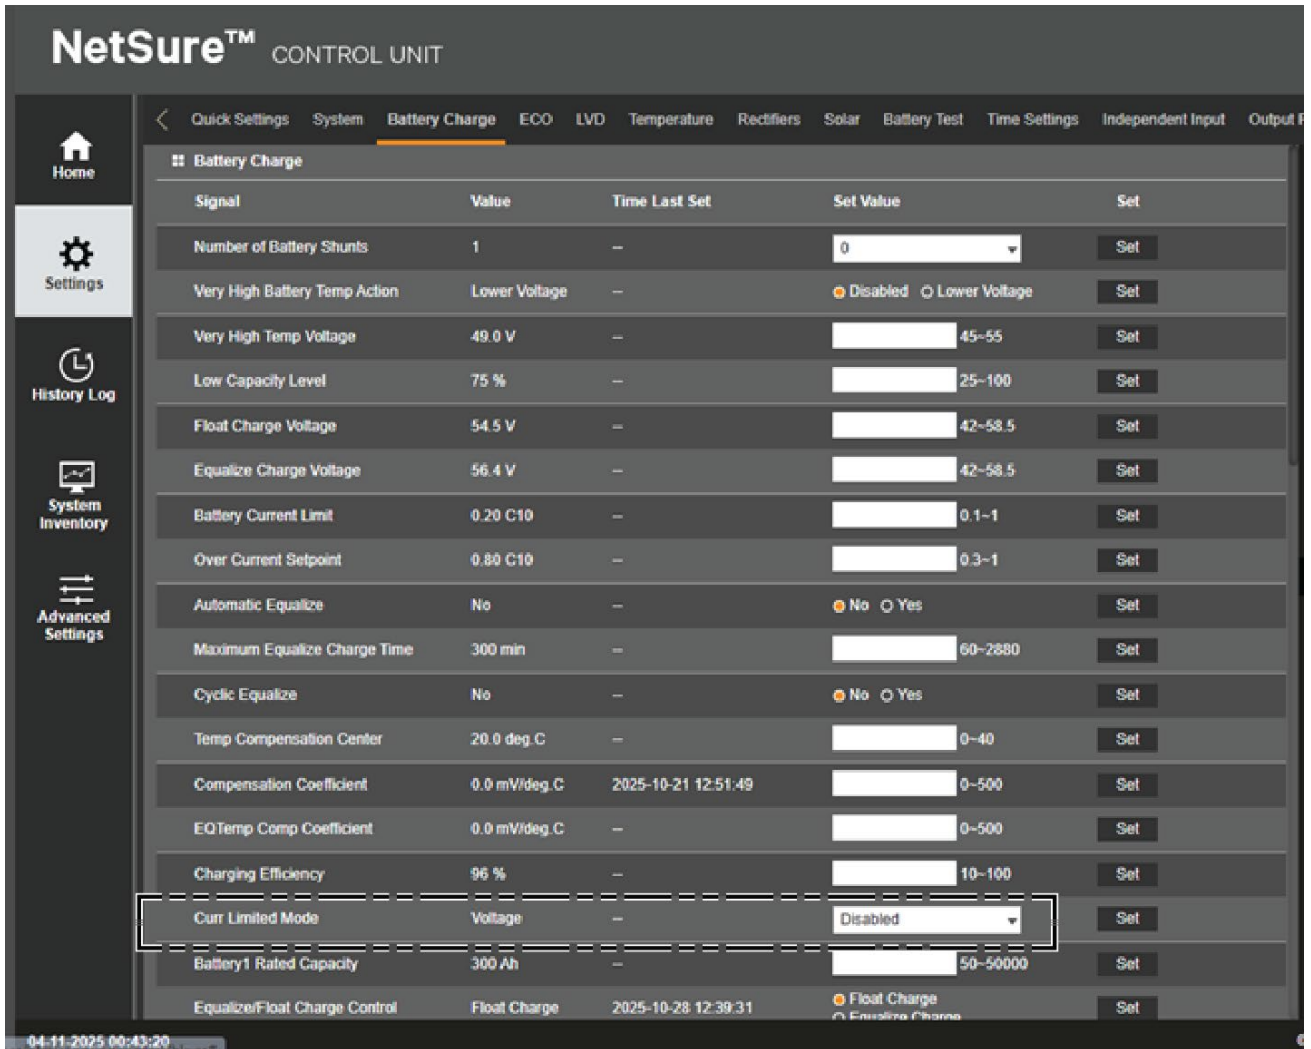 NetSure™ CONTROL UNIT
Home
Settings
History Log
System
Inventory
Advanced
Settings
Quick Settings System Battery Charge ECO LVD Temperature Rectifiers Solar Battery Test Time Settings Independent Input Output
Battery Charge
Signal Value Time Last Set Set Value Set
Number of Battery Shunts 1 -- 0 Set
Very High Battery Temp Action Lower Voltage -- Disabled Lower Voltage Set
Very High Temp Voltage 49.0 V -- 45~55 Set
Low Capacity Level 75 % -- 25~100 Set
Float Charge Voltage 54.5 V -- 42~58.5 Set
Equalize Charge Voltage 56.4 V -- 42~58.5 Set
Battery Current Limit 0.20 C10 -- 0.1~1 Set
Over Current Setpoint 0.80 C10 -- 0.3~1 Set
Automatic Equalize No -- No Yes Set
Maximum Equalize Charge Time 300 min -- 60~2880 Set
Cyclic Equalize No -- No Yes Set
Temp Compensation Center 20.0 deg.C -- 0~40 Set
Compensation Coefficient 0.0 mV/deg.C 2025-10-21 12:51:49 0~500 Set
EQTemp Comp Coefficient 0.0 mV/deg.C -- 0~500 Set
Charging Efficiency 96 % -- 10~100 Set
Curr Limited Mode Voltage -- Disabled Set
Battery1 Rated Capacity 300 Ah -- 50~50000 Set
Equalize/Float Charge Control Float Charge 2025-10-28 12:39:31 Float Charge Set
Equalize Charge
04-11-2025 00:43:20